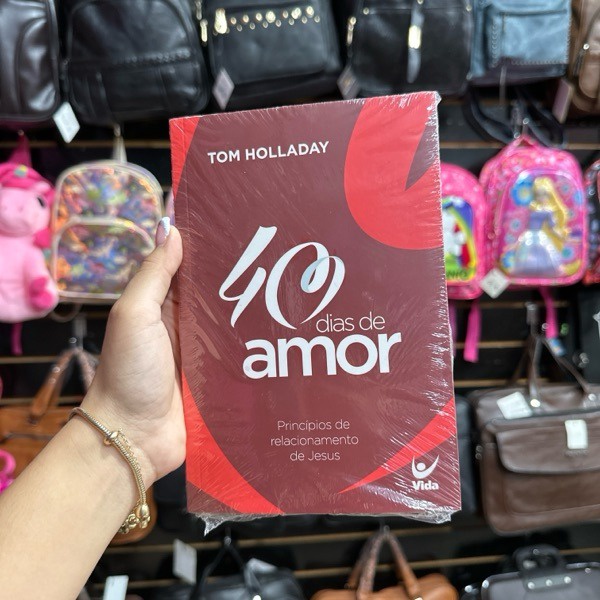 TOM HOLLADAY
40
dias de
amor
Princípios de
relacionamento
de Jesus
Vida